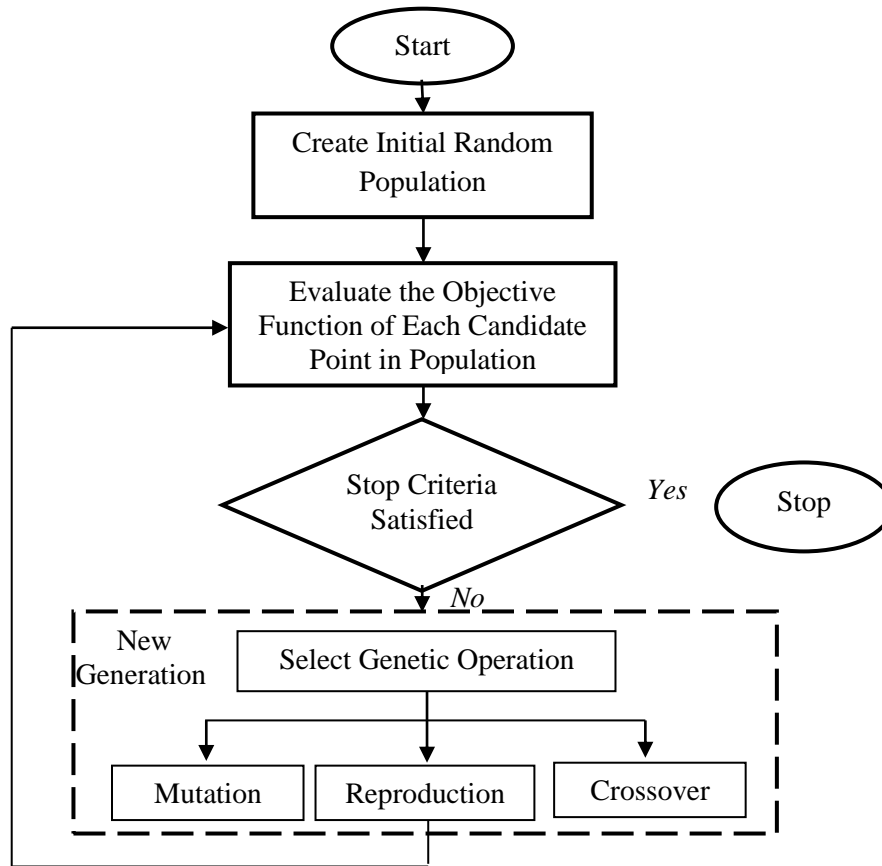 Start
Create Initial Random
Population
Evaluate the Objective
Function of Each Candidate
Point in Population
Stop Criteria
Satisfied
Yes
Stop
No
New
Generation
Select Genetic Operation
Mutation
Reproduction
Crossover